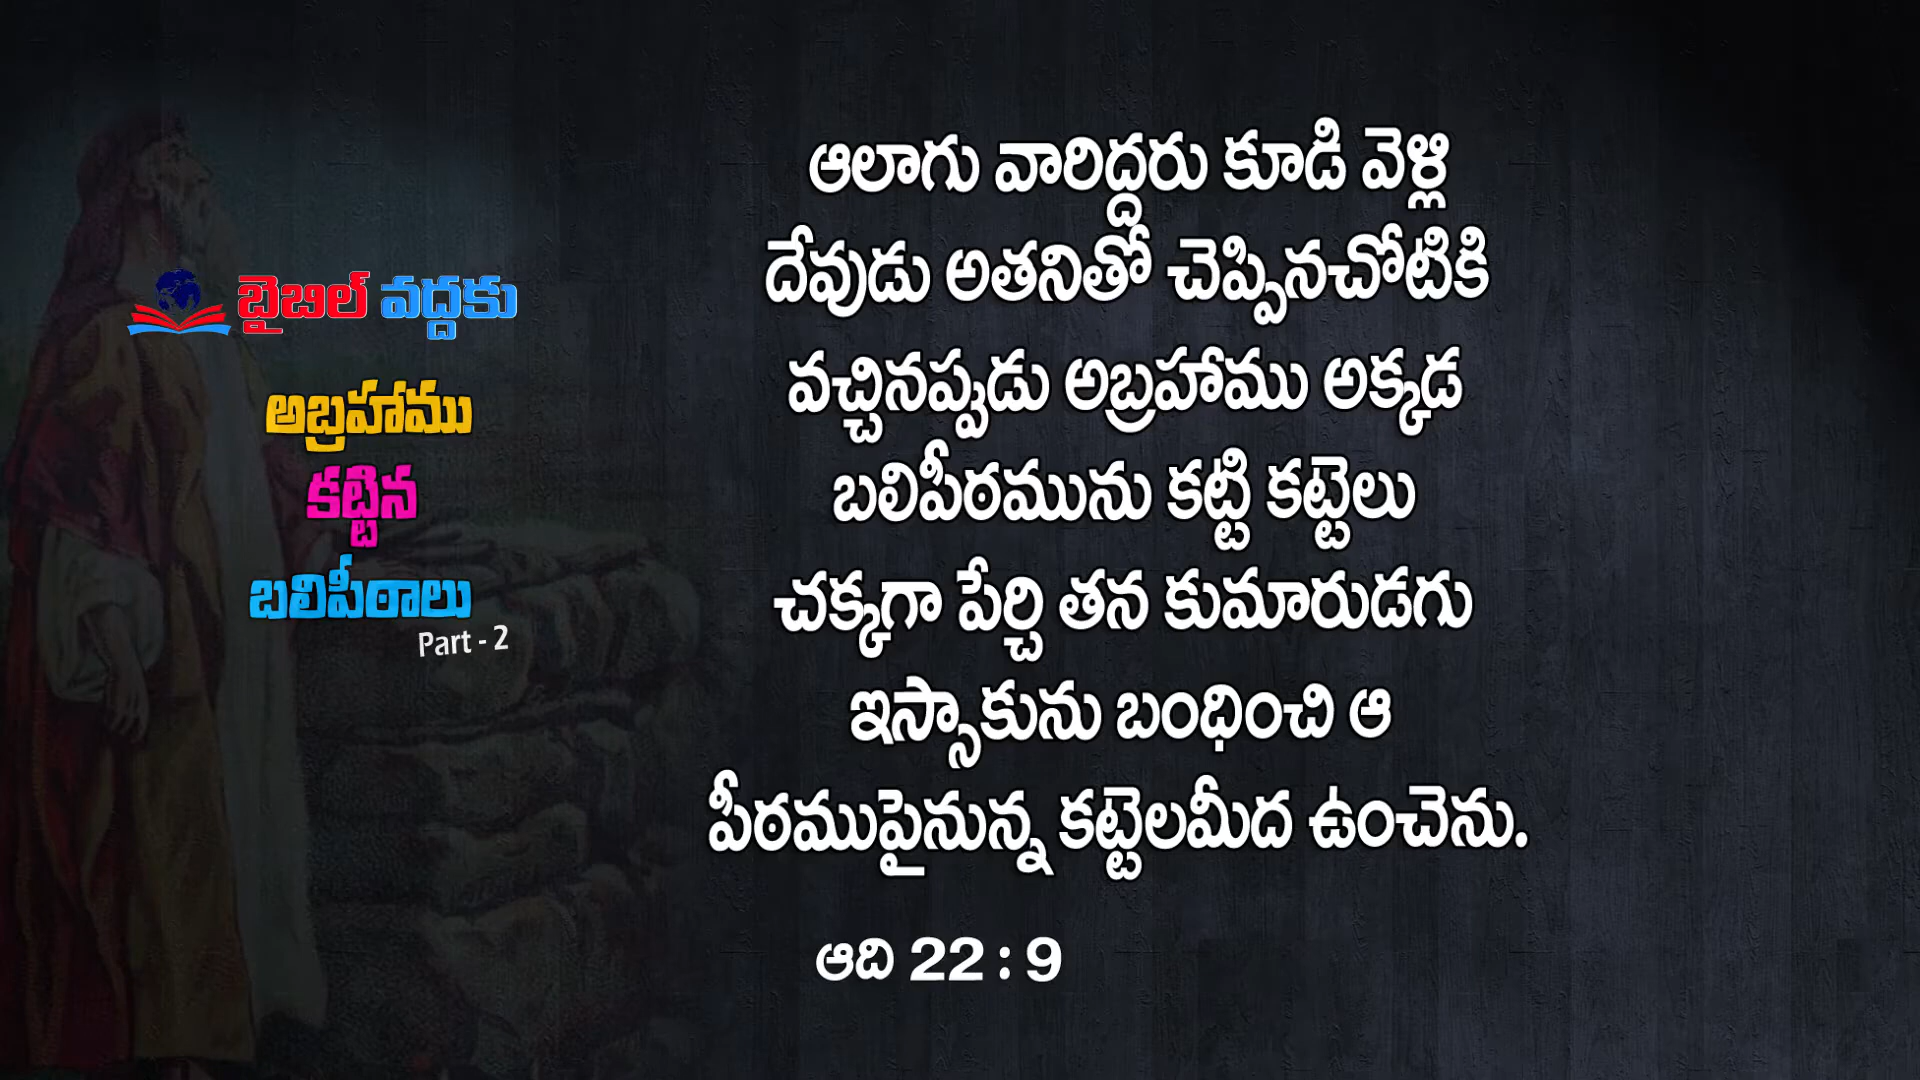 బైబిల్ వద్దకు
అబ్రహాము
కట్టిన
బలిపీఠాలు
Part - 2
ఆలాగు వారిద్దరు కూడి వెళ్లి
దేవుడు అతనితో చెప్పినచోటికి
వచ్చినప్పుడు అబ్రహాము అక్కడ
బలిపీఠమును కట్టి కట్టెలు
చక్కగా పేర్చి తన కుమారుడగు
ఇస్సాకును బంధించి ఆ
పీఠముపైనున్న కట్టెలమీద ఉంచెను.
ఆది 22 : 9